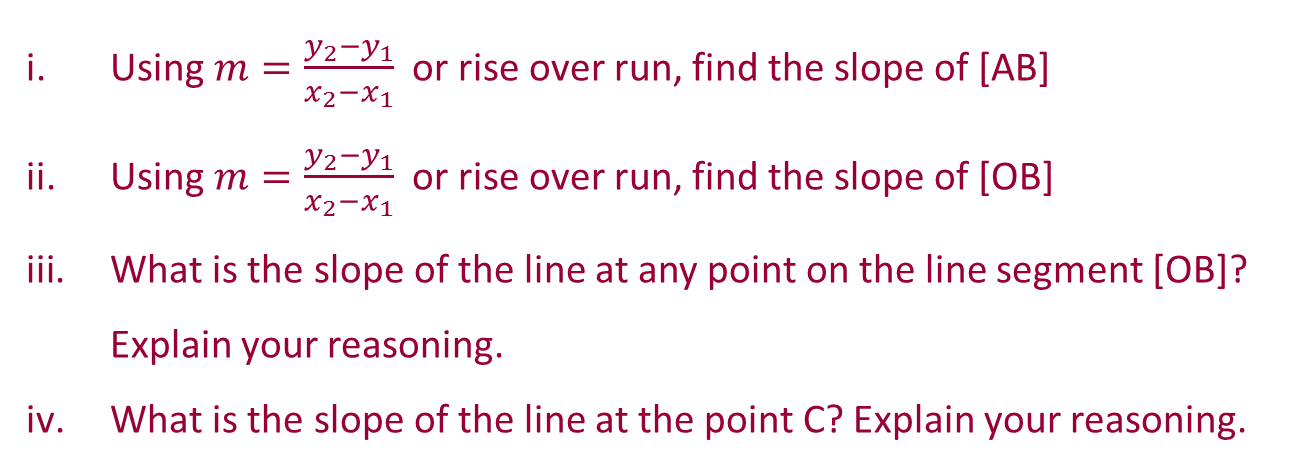 i. Using m = y₂−y₁ / x₂−x₁ or rise over run, find the slope of [AB]
ii. Using m = y₂−y₁ / x₂−x₁ or rise over run, find the slope of [OB]
iii. What is the slope of the line at any point on the line segment [OB]?
Explain your reasoning.
iv. What is the slope of the line at the point C? Explain your reasoning.